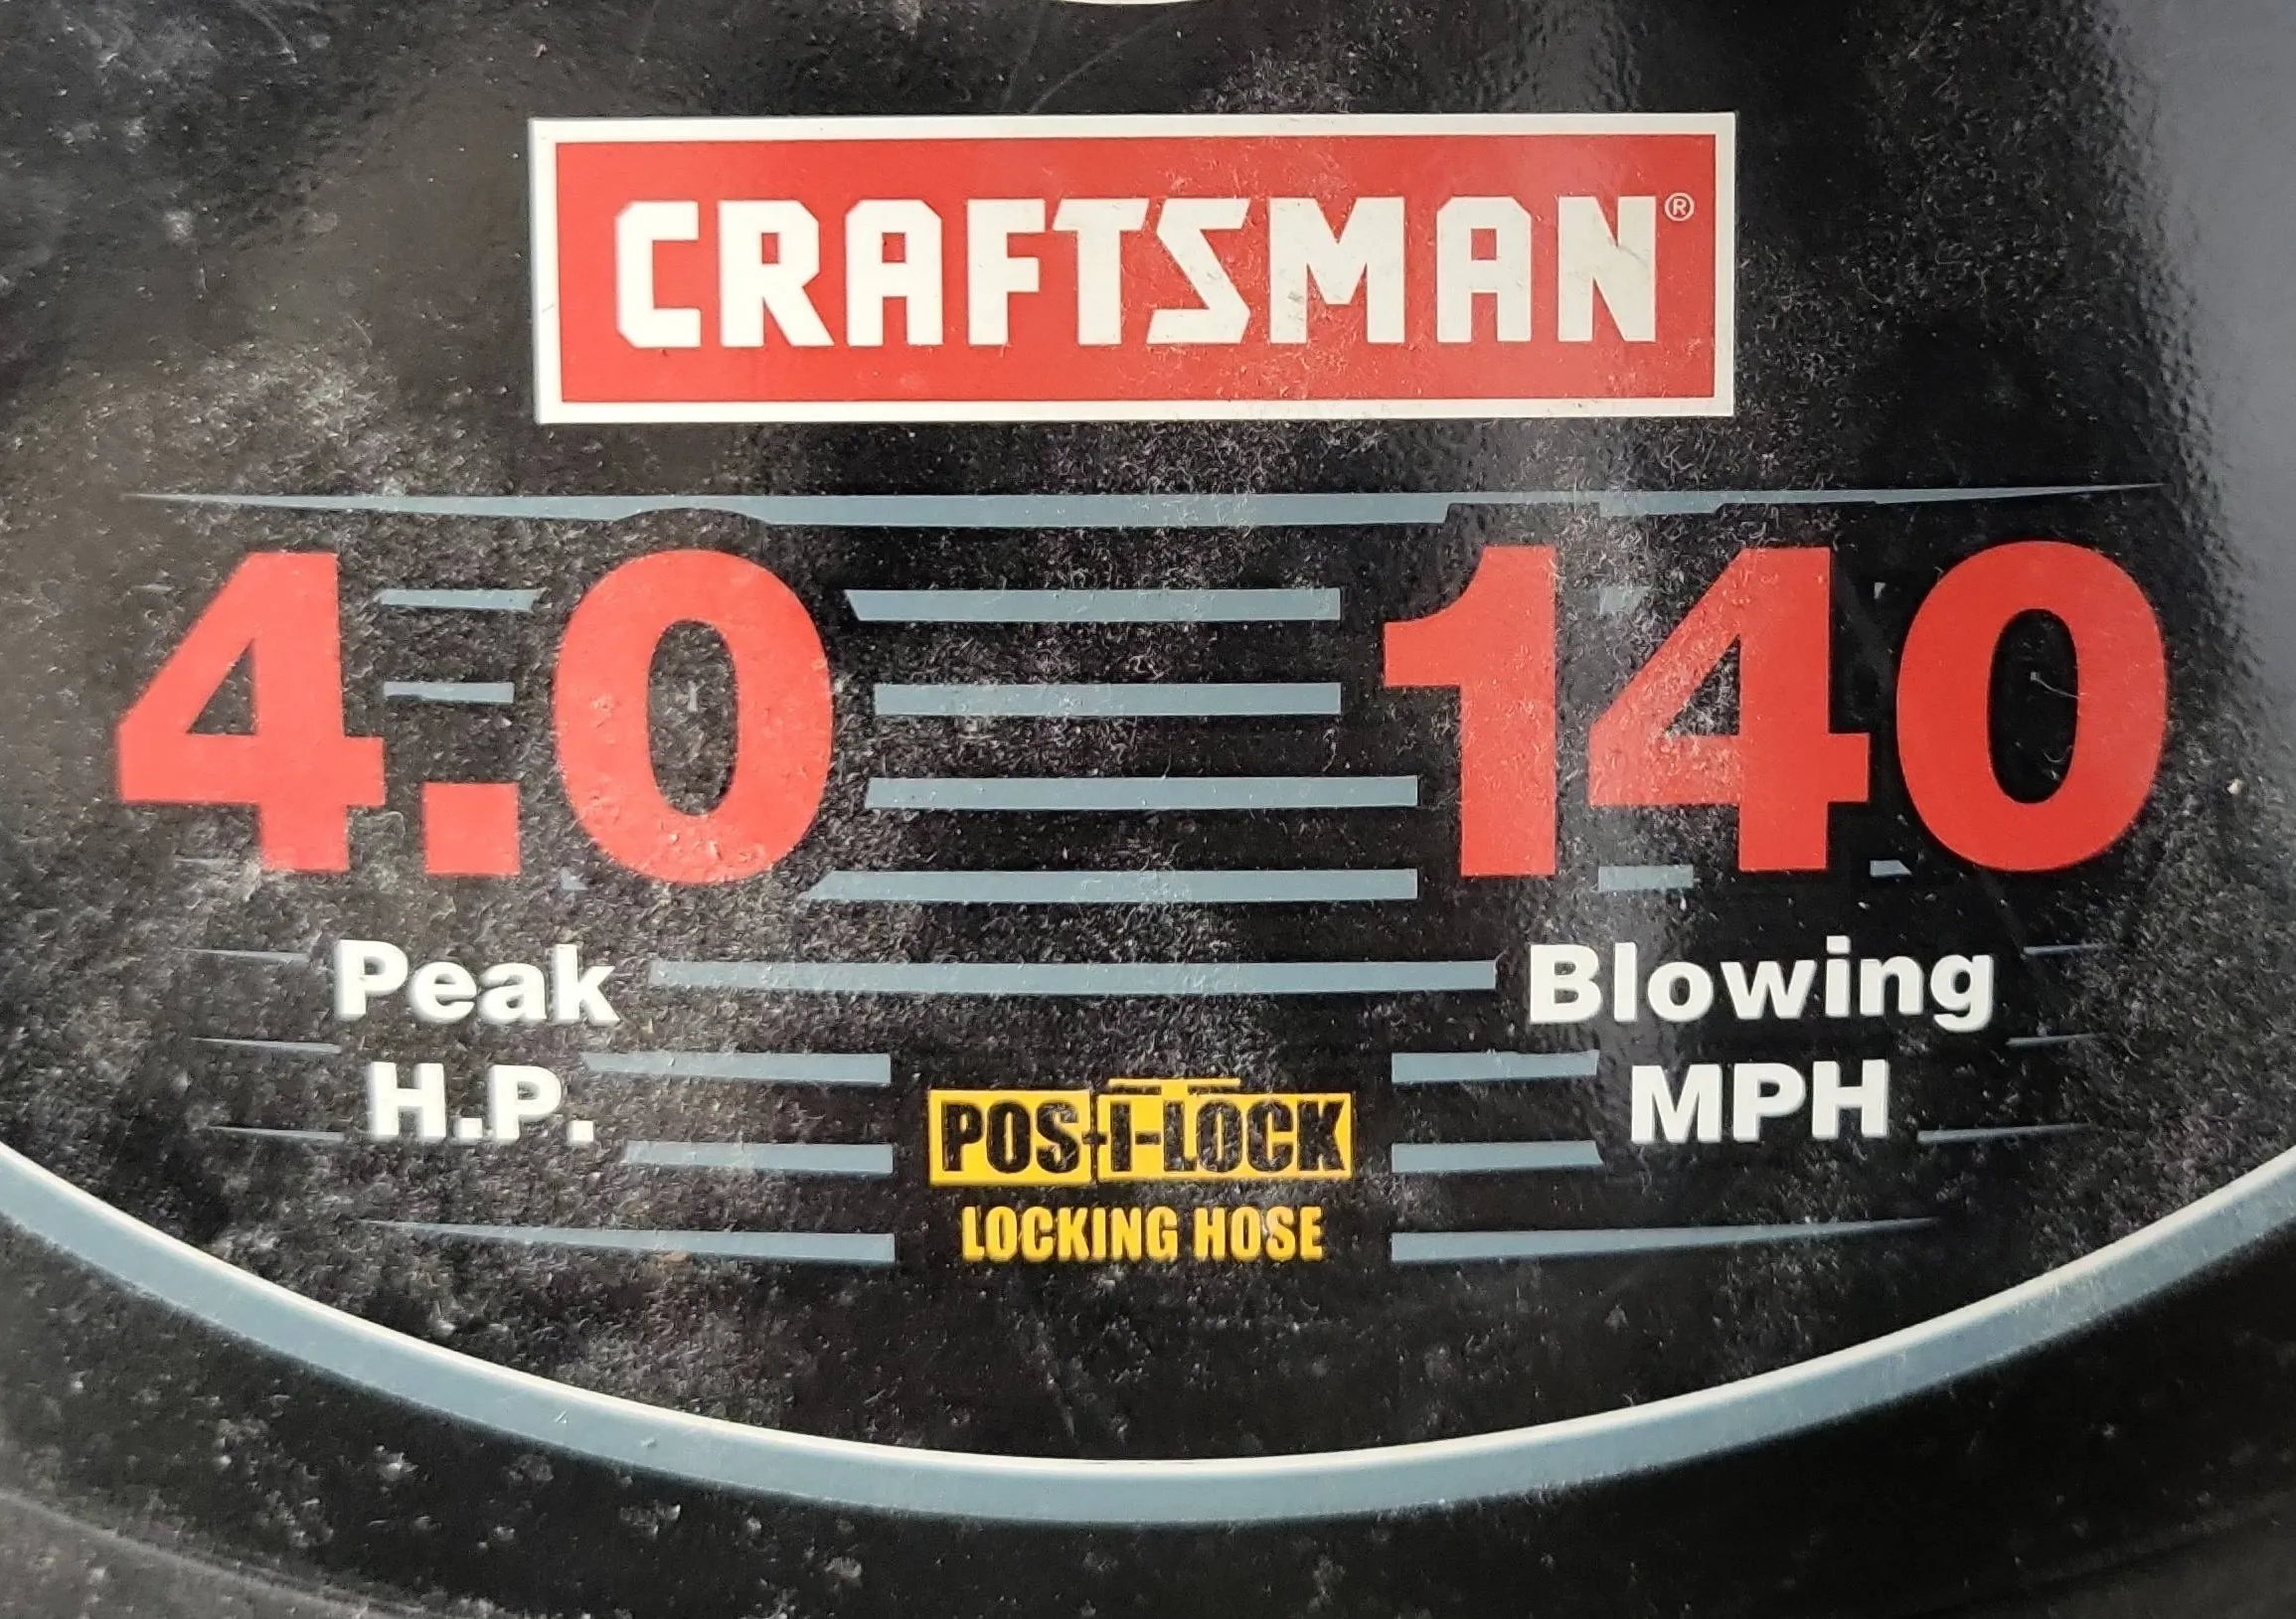 CRAFTSMAN®
4.0 140
Peak Blowing
H.P. MPH
POS-I-LOCK
LOCKING HOSE